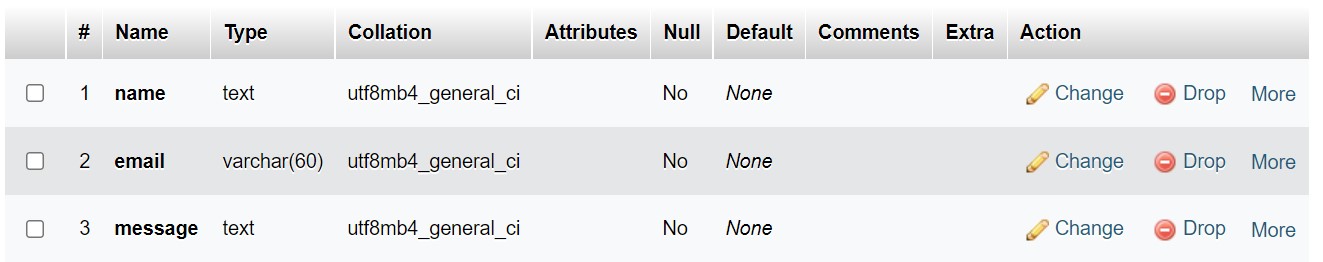 # Name Type Collation Attributes Null Default Comments Extra Action
1 name text utf8mb4_general_ci No None Change Drop More
2 email varchar(60) utf8mb4_general_ci No None Change Drop More
3 message text utf8mb4_general_ci No None Change Drop More